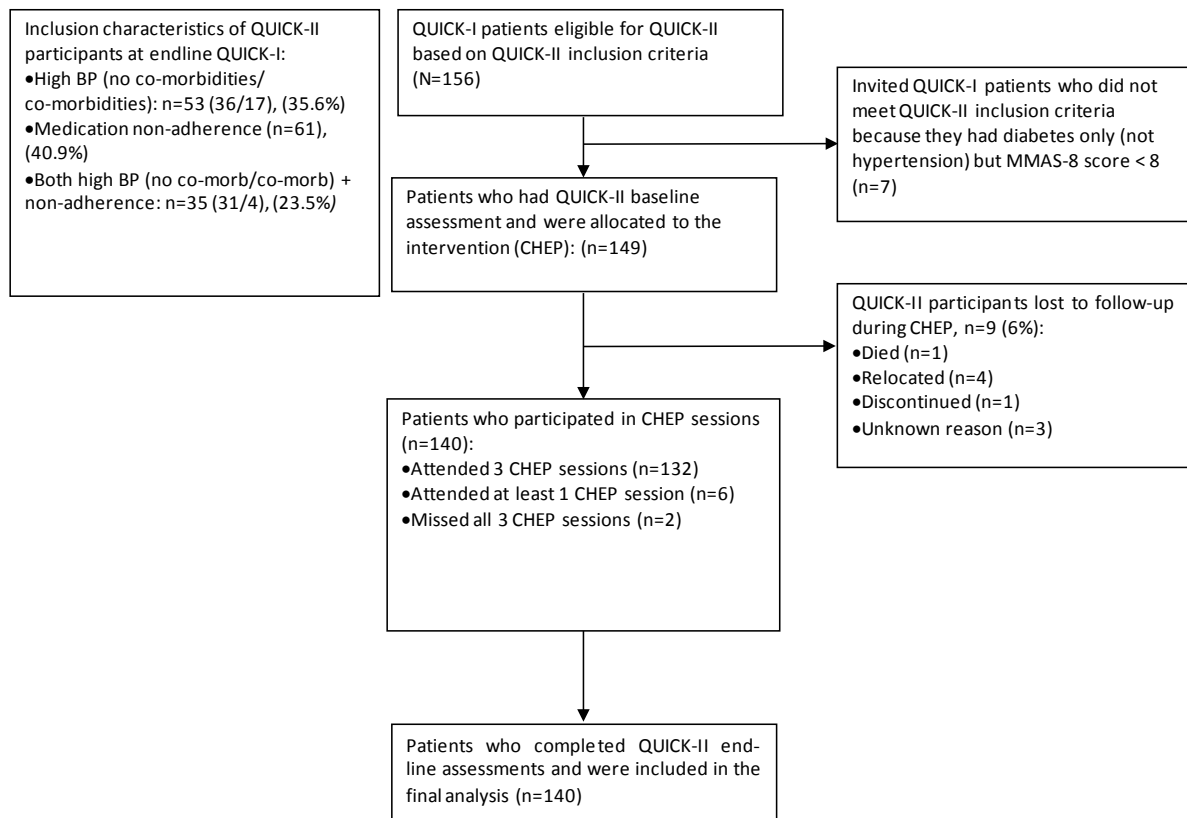 Inclusion characteristics of QUICK-II
participants at endline QUICK-I:
•High BP (no co-morbidities/
co-morbidities): n=53 (36/17), (35.6%)
•Medication non-adherence (n=61),
(40.9%)
•Both high BP (no co-morb/co-morb) +
non-adherence: n=35 (31/4), (23.5%)
QUICK-I patients eligible for QUICK-II
based on QUICK-II inclusion criteria
(N=156)
Invited QUICK-I patients who did not
meet QUICK-II inclusion criteria
because they had diabetes only (not
hypertension) but MMAS-8 score < 8
(n=7)
Patients who had QUICK-II baseline
assessment and were allocated to the
intervention (CHEP): (n=149)
QUICK-II participants lost to follow-up
during CHEP, n=9 (6%):
•Died (n=1)
•Relocated (n=4)
•Discontinued (n=1)
•Unknown reason (n=3)
Patients who participated in CHEP sessions
(n=140):
•Attended 3 CHEP sessions (n=132)
•Attended at least 1 CHEP session (n=6)
•Missed all 3 CHEP sessions (n=2)
Patients who completed QUICK-II end-
line assessments and were included in the
final analysis (n=140)